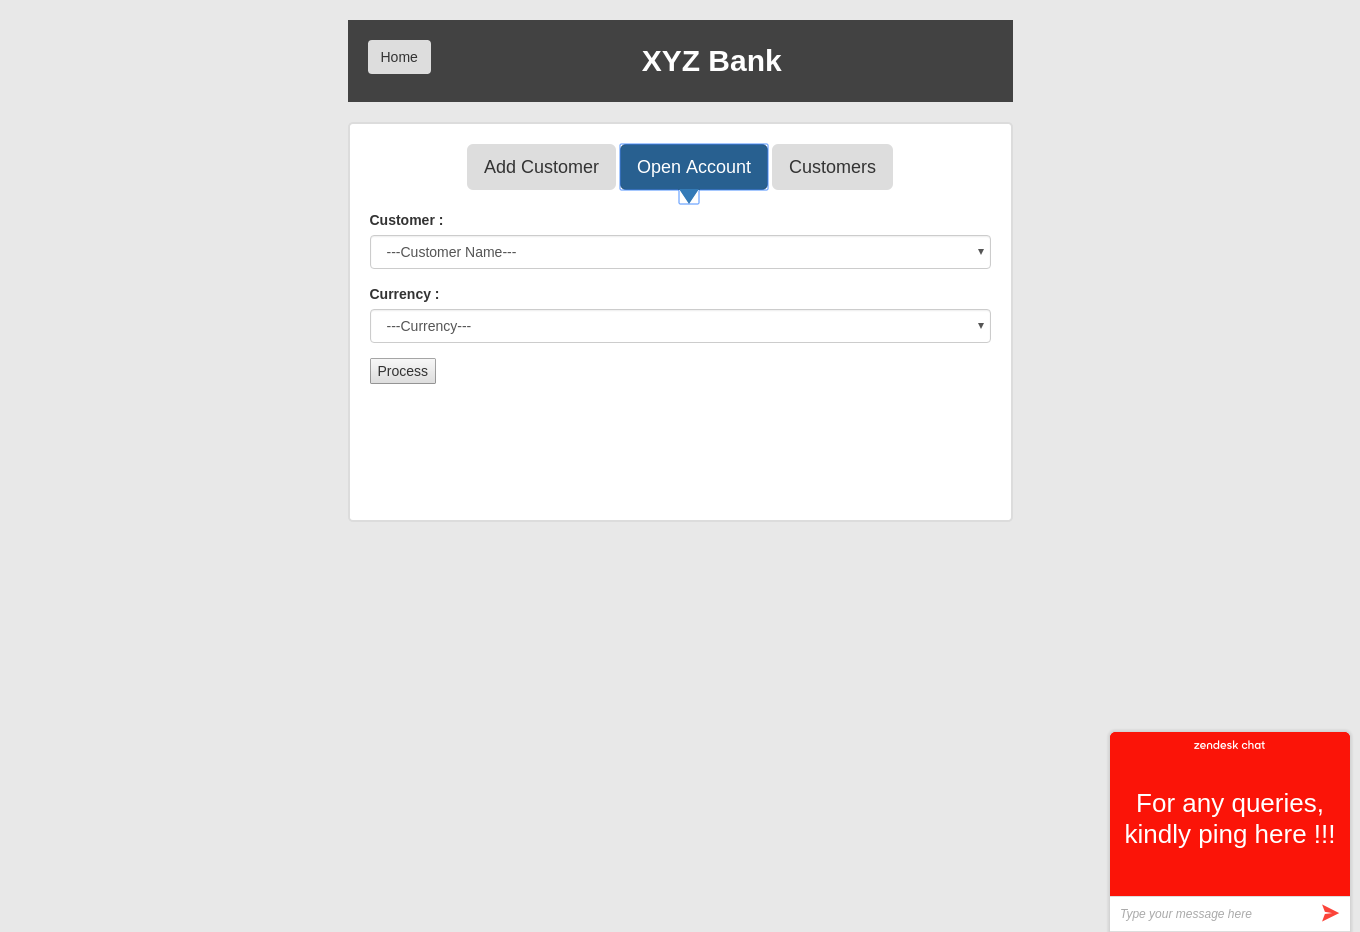 Home
XYZ Bank
Add Customer
Open Account
Customers
Customer :
---Customer Name---
Currency :
---Currency---
Process
zendesk chat
For any queries,
kindly ping here !!!
Type your message here